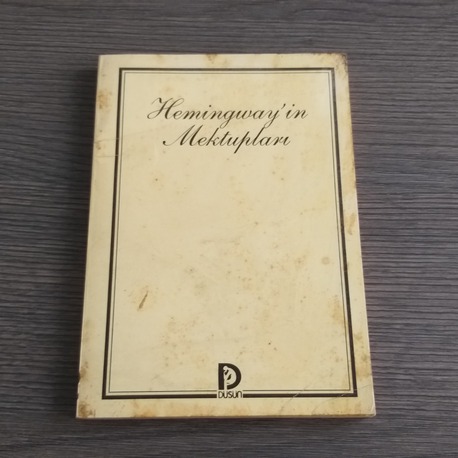 Hemingway'in
Mektupları
D
DÜŞÜN